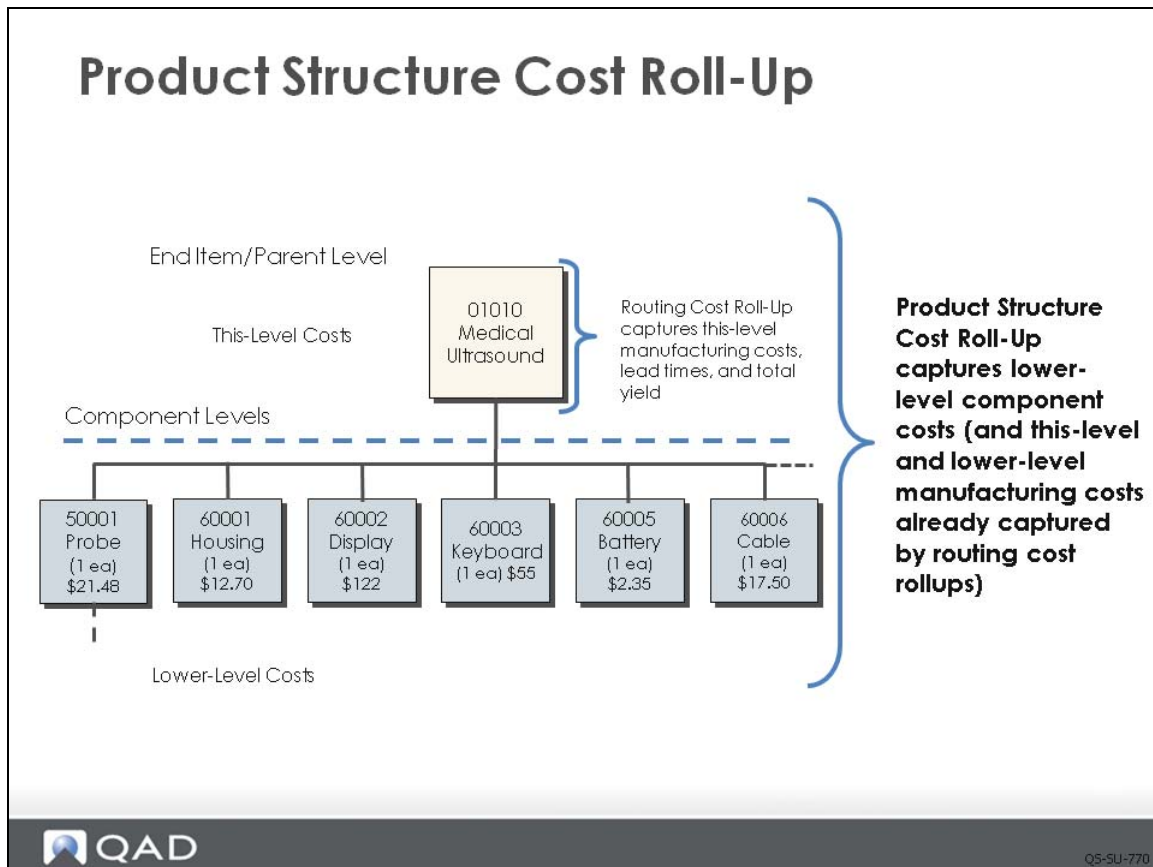 Product Structure Cost Roll-Up
End Item/Parent Level
01010
Medical
Ultrasound
This-Level Costs
Routing Cost Roll-Up
captures this-level
manufacturing costs,
lead times, and total
yield
Product Structure
Cost Roll-Up
captures lower-
level component
costs (and this-level
and lower-level
manufacturing costs
already captured
by routing cost
rollups)
Component Levels
50001
Probe
(1 ea)
$21.48
60001
Housing
(1 ea)
$12.70
60002
Display
(1 ea)
$122
60003
Keyboard
(1 ea) $55
60005
Battery
(1 ea)
$2.35
60006
Cable
(1 ea)
$17.50
Lower-Level Costs
QAD
QS-SU-770